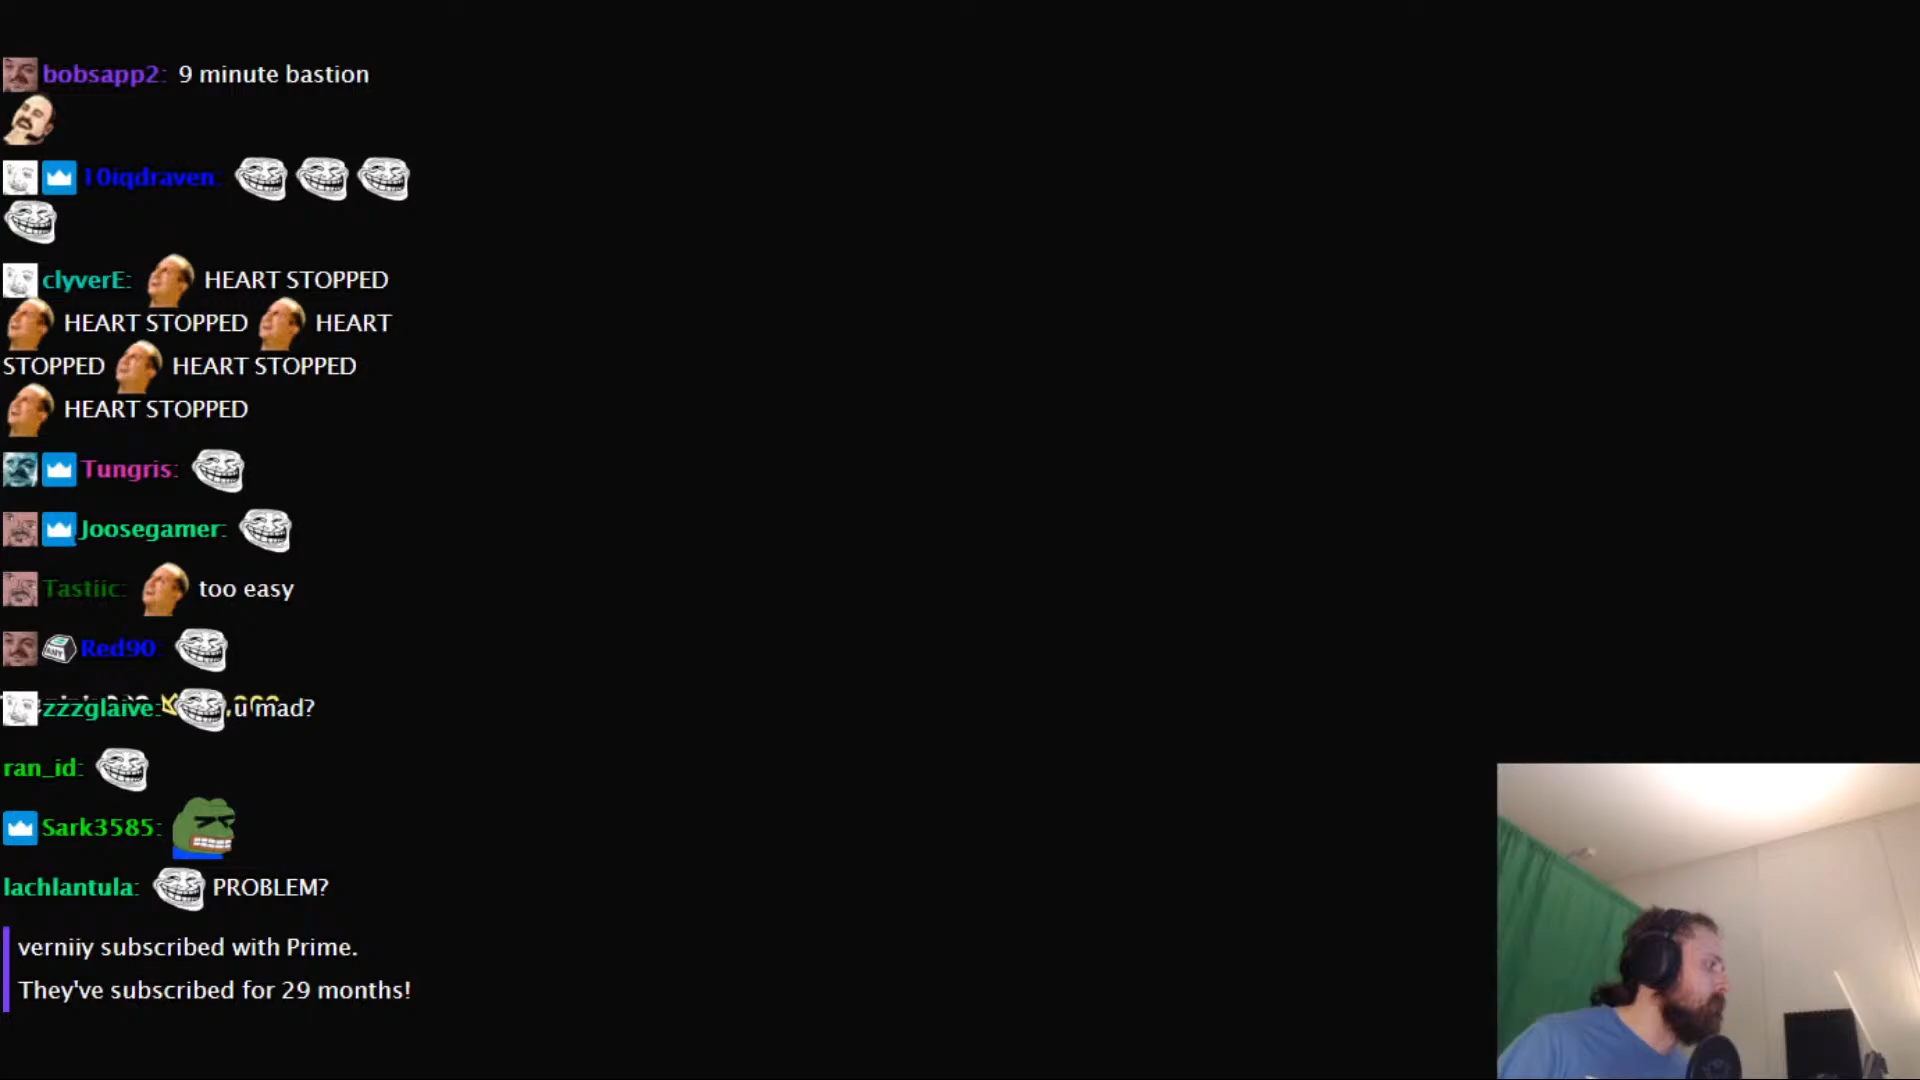 bobsapp2: 9 minute bastion
10iqdraven:
clyverE: HEART STOPPED
HEART STOPPED HEART
STOPPED HEART STOPPED
HEART STOPPED
Tungris:
Joosegamer:
Tastiic: too easy
Red90:
zzzglaive: u mad?
ran_id:
Sark3585:
lachlantula: PROBLEM?
verniiy subscribed with Prime.
They've subscribed for 29 months!